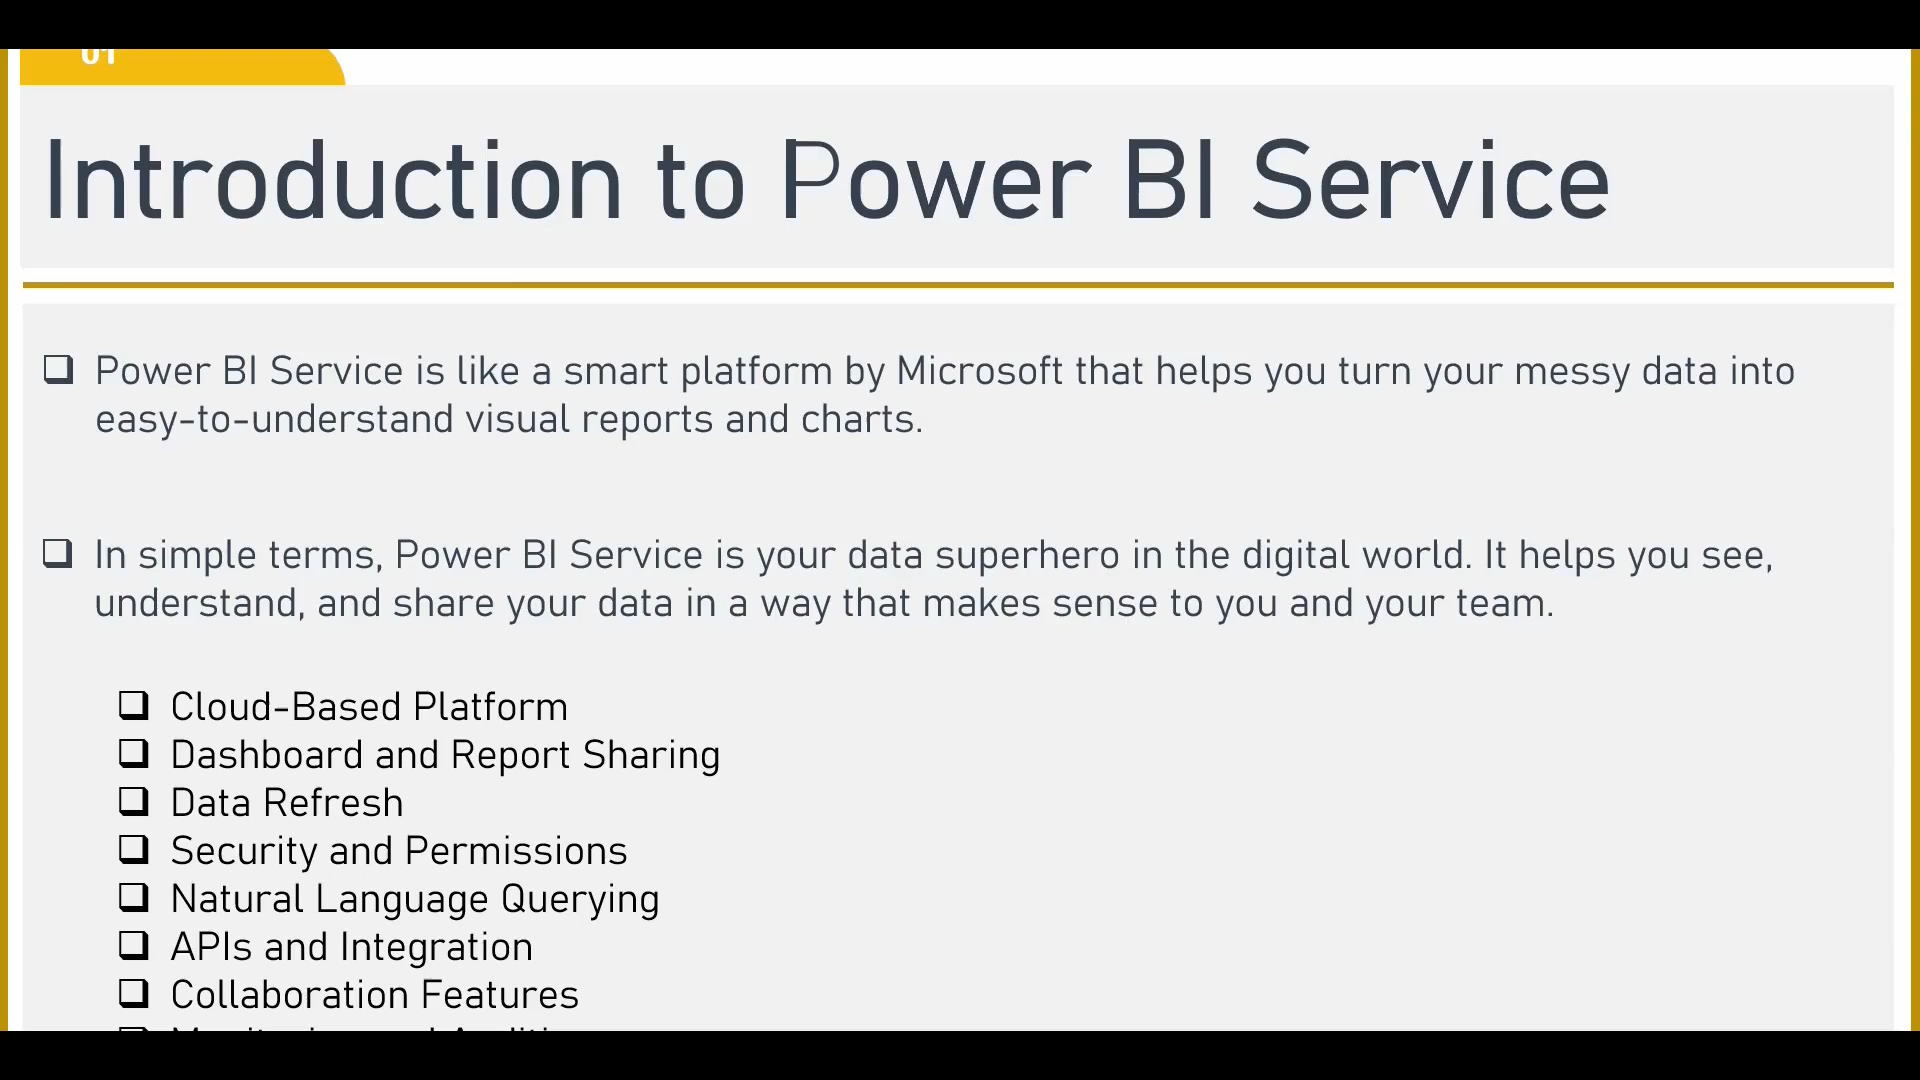 01
Introduction to Power BI Service
Power BI Service is like a smart platform by Microsoft that helps you turn your messy data into
easy-to-understand visual reports and charts.
In simple terms, Power BI Service is your data superhero in the digital world. It helps you see,
understand, and share your data in a way that makes sense to you and your team.
Cloud-Based Platform
Dashboard and Report Sharing
Data Refresh
Security and Permissions
Natural Language Querying
APIs and Integration
Collaboration Features